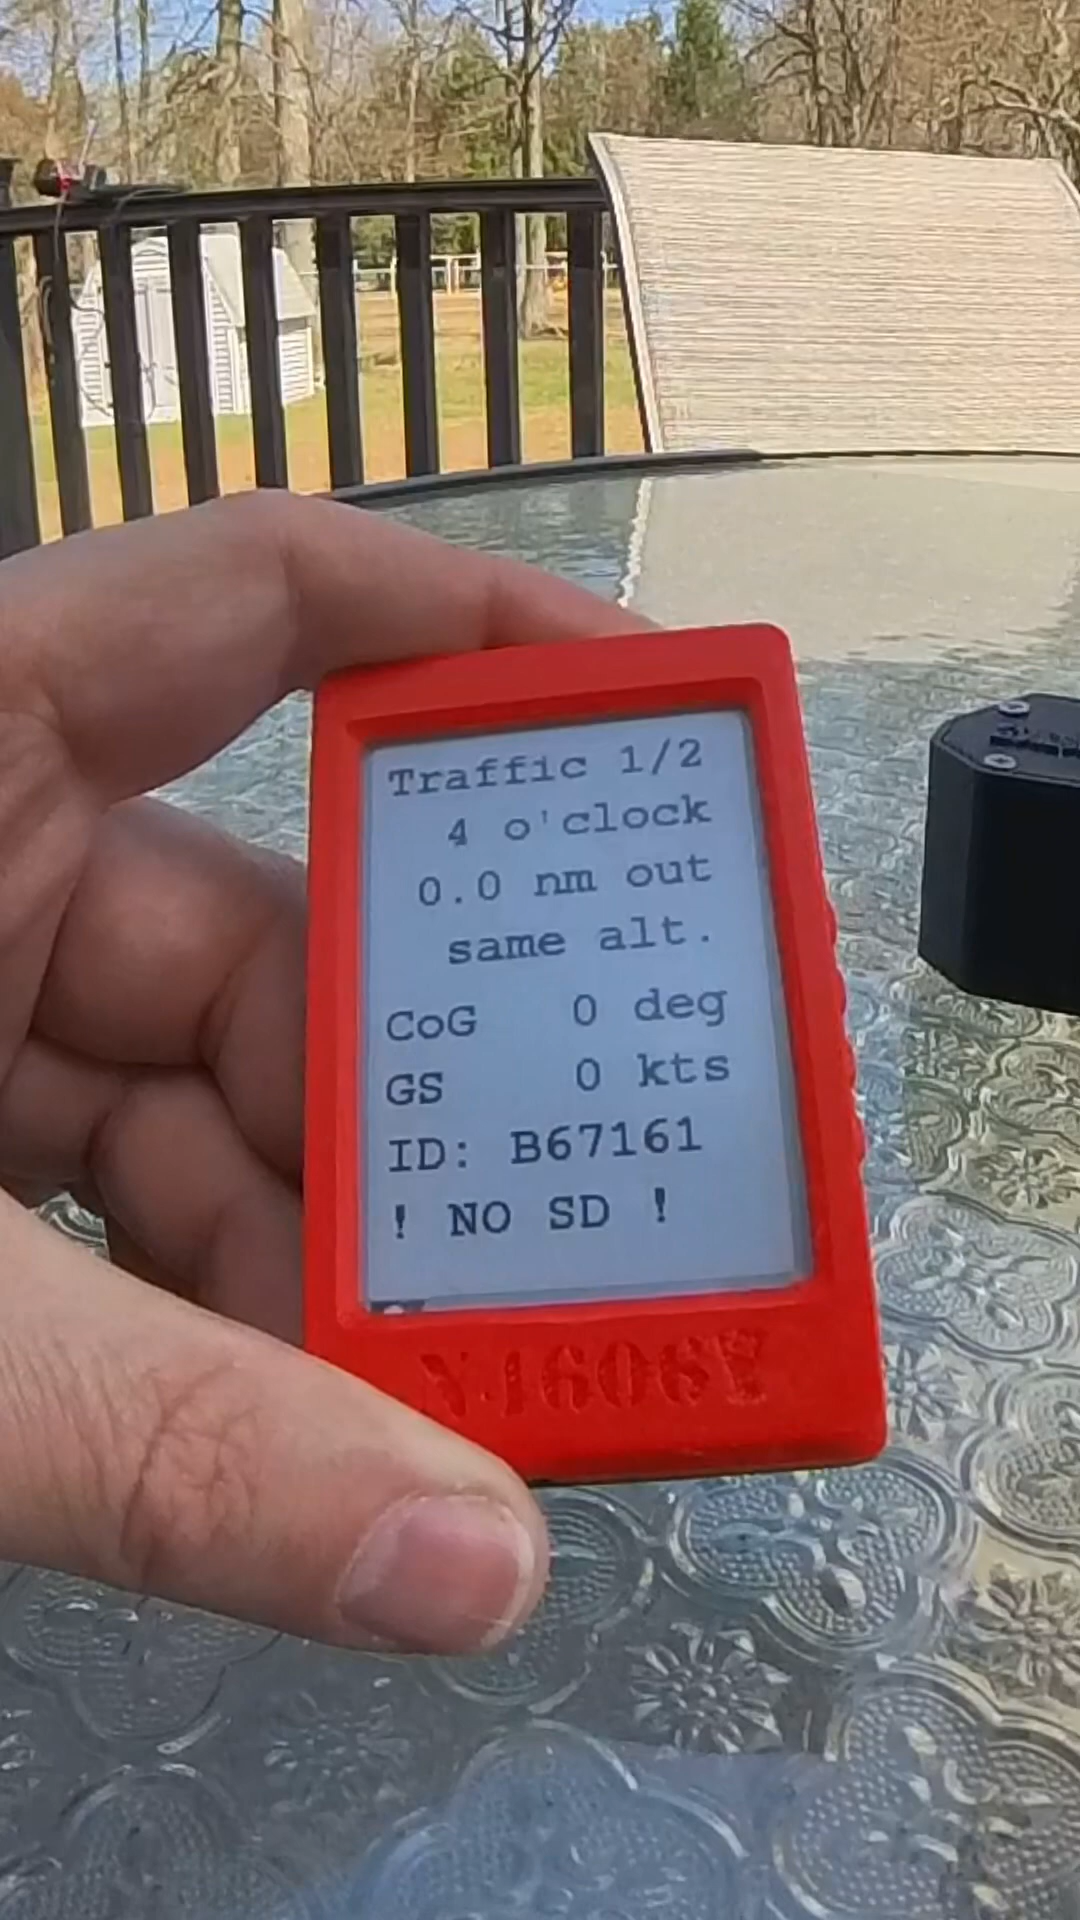 Traffic 1/2
4 o'clock
0.0 nm out
same alt.
CoG 0 deg
GS 0 kts
ID: B67161
! NO SD !